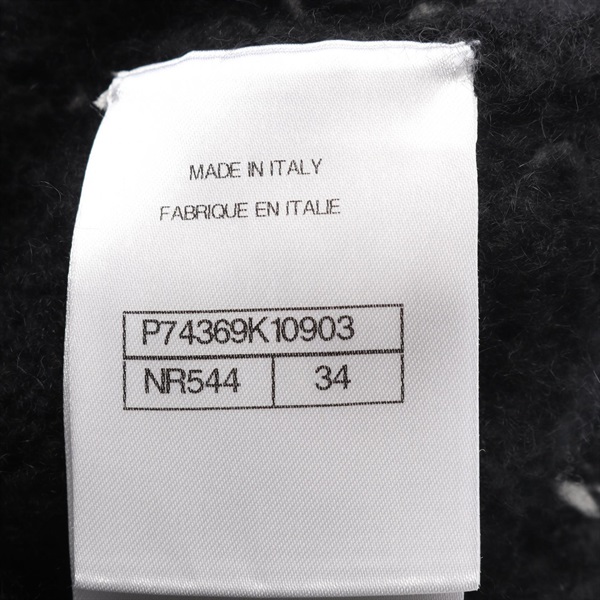 MADE IN ITALY
FABRIQUE EN ITALIE
P74369K10903
NR544 34